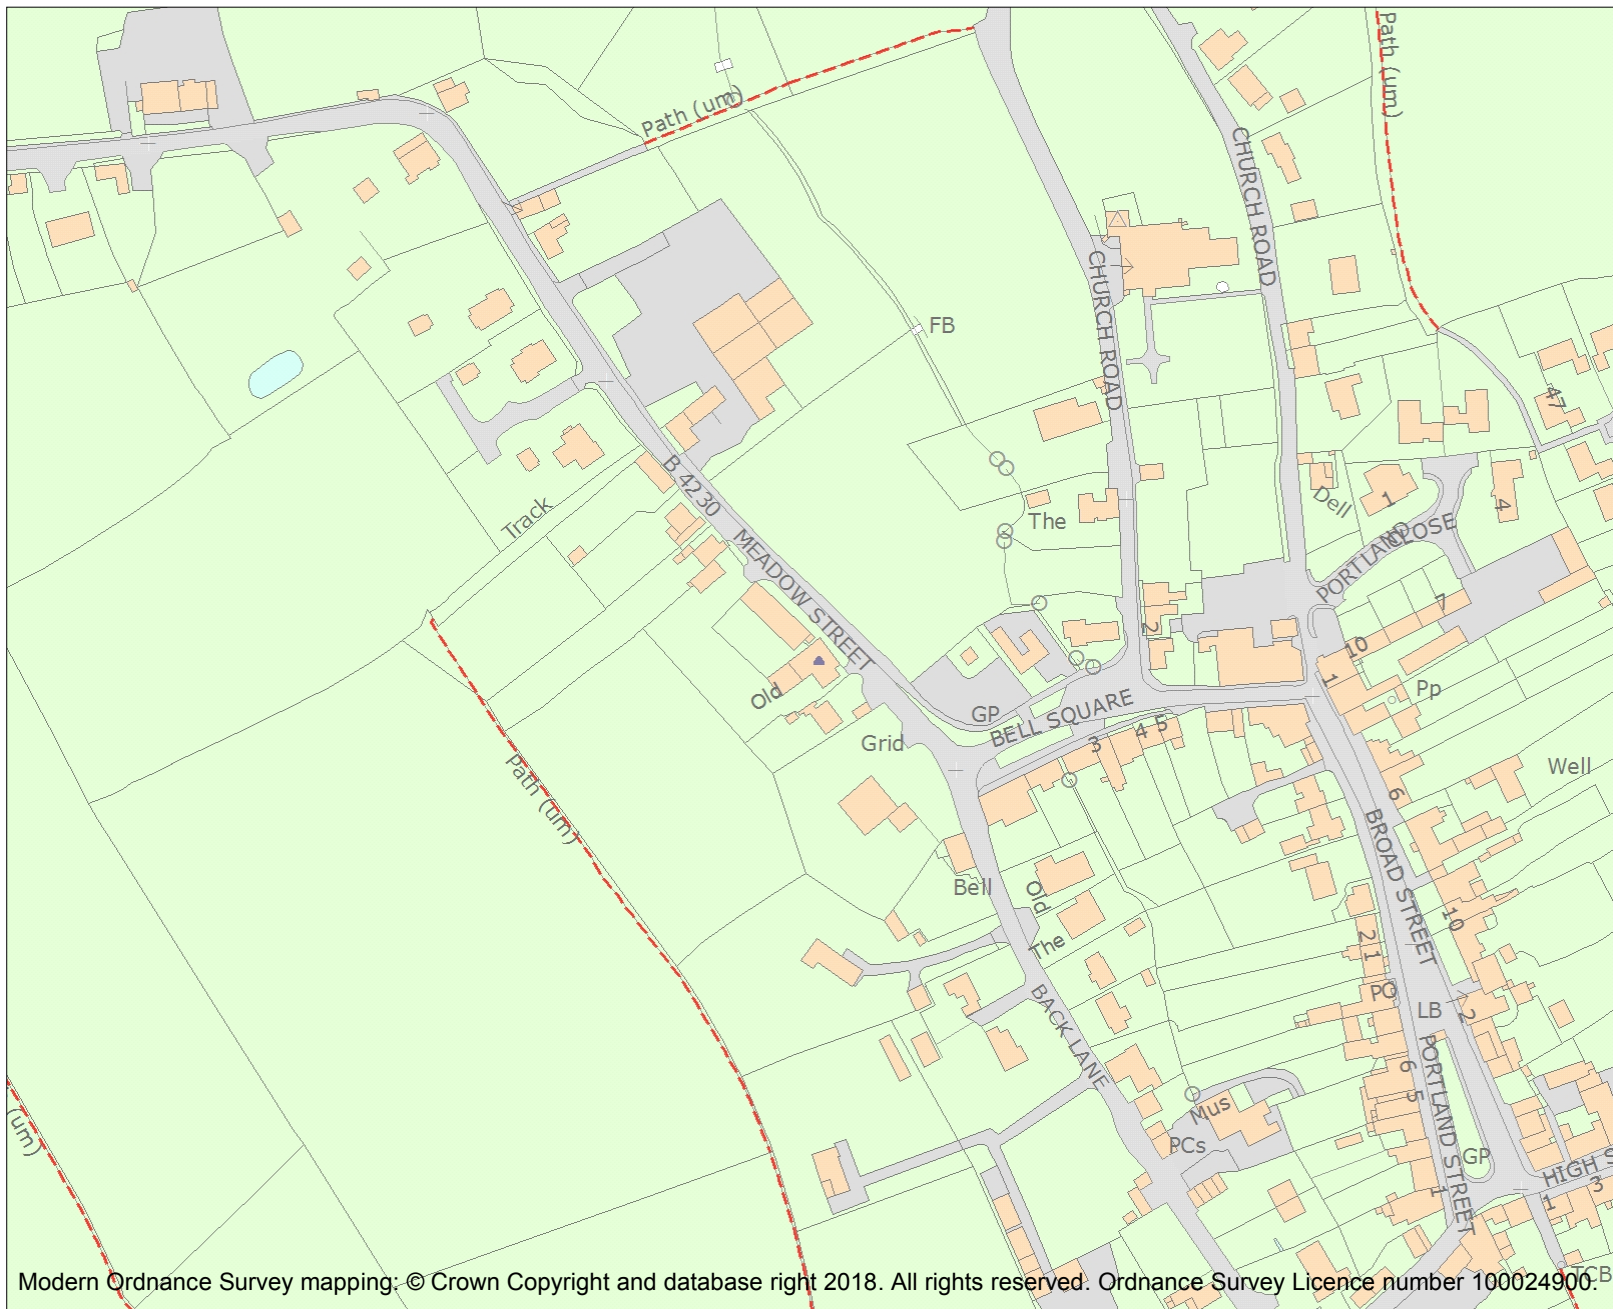 Path (um)
Path (um)
CHURCH ROAD
CHURCH ROAD
FB
47
B 4230
Track
The
Dell
1
4
PORTLAND
CLOSE
MEADOW STREET
7
2
10
1
Old
GP
BELL SQUARE
Pp
Grid
3
4
5
Path (um)
Well
6
BROAD STREET
Bell
Old
The
10
2
1
PO
LB
2
BACK LANE
PORTLAND STREET
6
5
(um)
Mus
PCs
GP
HIGH S
1
1
3
TCB
Modern Ordnance Survey mapping: © Crown Copyright and database right 2018. All rights reserved. Ordnance Survey Licence number 100024900.